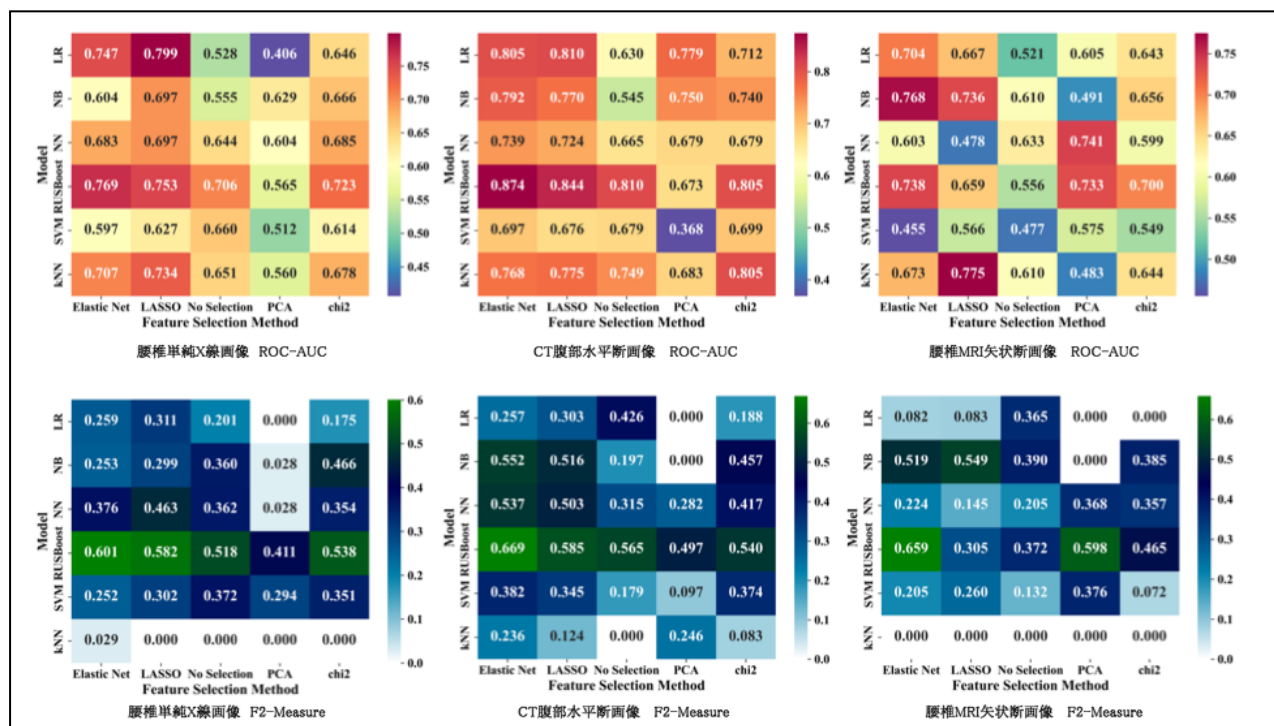 LR 0.747 0.799 0.528 0.406 0.646
NB 0.604 0.697 0.555 0.629 0.666
NN 0.683 0.697 0.644 0.604 0.685
RUSBoost 0.769 0.753 0.706 0.565 0.723
SVM 0.597 0.627 0.660 0.512 0.614
kNN 0.707 0.734 0.651 0.560 0.678
Model
0.75
0.70
0.65
0.60
0.55
0.50
0.45
Elastic Net LASSO No Selection PCA chi2
Feature Selection Method
腰椎単純X線画像 ROC-AUC
LR 0.805 0.810 0.630 0.779 0.712
NB 0.792 0.770 0.545 0.750 0.740
NN 0.739 0.724 0.665 0.679 0.679
RUSBoost 0.874 0.844 0.810 0.673 0.805
SVM 0.697 0.676 0.679 0.368 0.699
kNN 0.768 0.775 0.749 0.683 0.805
Model
0.8
0.7
0.6
0.5
0.4
Elastic Net LASSO No Selection PCA chi2
Feature Selection Method
CT腹部水平断画像 ROC-AUC
LR 0.704 0.667 0.521 0.605 0.643
NB 0.768 0.736 0.610 0.491 0.656
NN 0.603 0.478 0.633 0.741 0.599
RUSBoost 0.738 0.659 0.556 0.733 0.700
SVM 0.455 0.566 0.477 0.575 0.549
kNN 0.673 0.775 0.610 0.483 0.644
Model
0.75
0.70
0.65
0.60
0.55
0.50
Elastic Net LASSO No Selection PCA chi2
Feature Selection Method
腰椎MRI矢状断画像 ROC-AUC
LR 0.259 0.311 0.201 0.000 0.175
NB 0.253 0.299 0.360 0.028 0.466
NN 0.376 0.463 0.362 0.028 0.354
RUSBoost 0.601 0.582 0.518 0.411 0.538
SVM 0.252 0.302 0.372 0.294 0.351
kNN 0.029 0.000 0.000 0.000 0.000
Model
0.6
0.5
0.4
0.3
0.2
0.1
0.0
Elastic Net LASSO No Selection PCA chi2
Feature Selection Method
腰椎単純X線画像 F2-Measure
LR 0.257 0.303 0.426 0.000 0.188
NB 0.552 0.516 0.197 0.000 0.457
NN 0.537 0.503 0.315 0.282 0.417
RUSBoost 0.669 0.585 0.565 0.497 0.540
SVM 0.382 0.345 0.179 0.097 0.374
kNN 0.236 0.124 0.000 0.246 0.083
Model
0.6
0.5
0.4
0.3
0.2
0.1
0.0
Elastic Net LASSO No Selection PCA chi2
Feature Selection Method
CT腹部水平断画像 F2-Measure
LR 0.082 0.083 0.365 0.000 0.000
NB 0.519 0.549 0.390 0.000 0.385
NN 0.224 0.145 0.205 0.368 0.357
RUSBoost 0.659 0.305 0.372 0.598 0.465
SVM 0.205 0.260 0.132 0.376 0.072
kNN 0.000 0.000 0.000 0.000 0.000
Model
0.6
0.5
0.4
0.3
0.2
0.1
0.0
Elastic Net LASSO No Selection PCA chi2
Feature Selection Method
腰椎MRI矢状断画像 F2-Measure